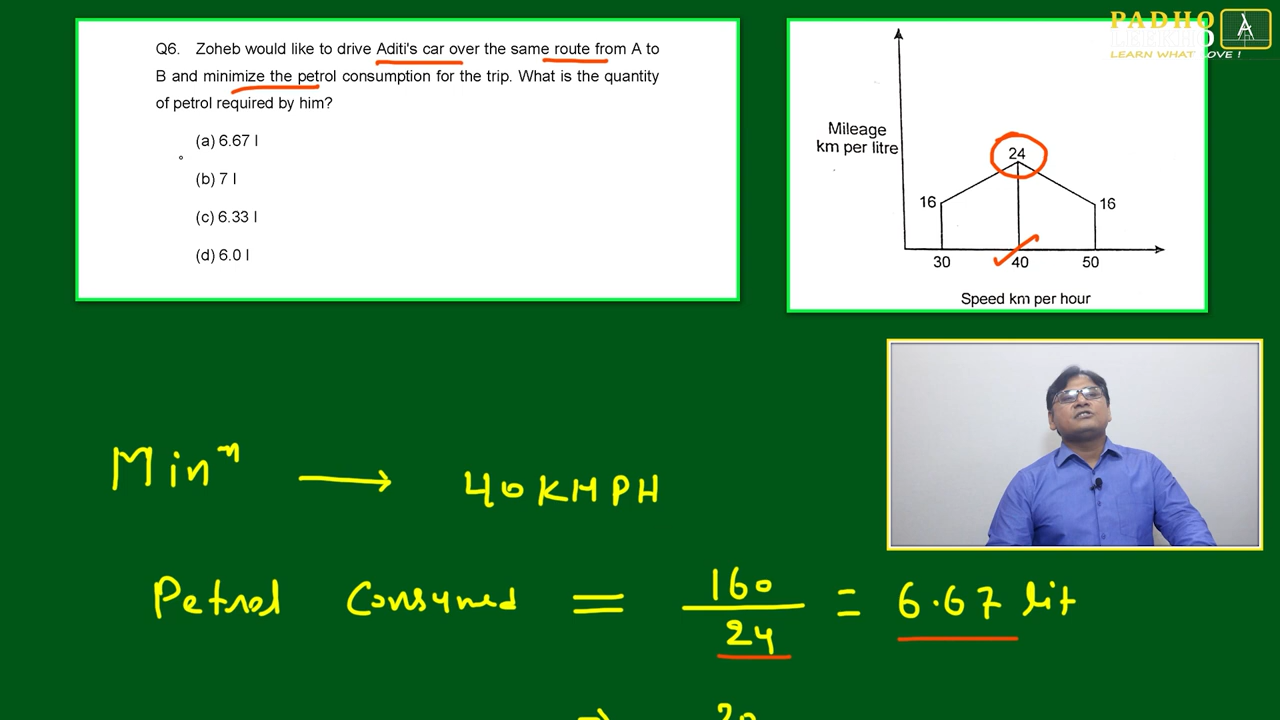 PADHO
LEEKHO
LEARN WHAT LOVE !
Q6. Zoheb would like to drive Aditi's car over the same route from A to
B and minimize the petrol consumption for the trip. What is the quantity
of petrol required by him?
(a) 6.67 l
(b) 7 l
(c) 6.33 l
(d) 6.0 l
Mileage
km per litre
24
16
16
30
40
50
Speed km per hour
Minⁿ → 40 KMPH
Petrol Consumed = 160/24 = 6.67 lit
⇒ 20